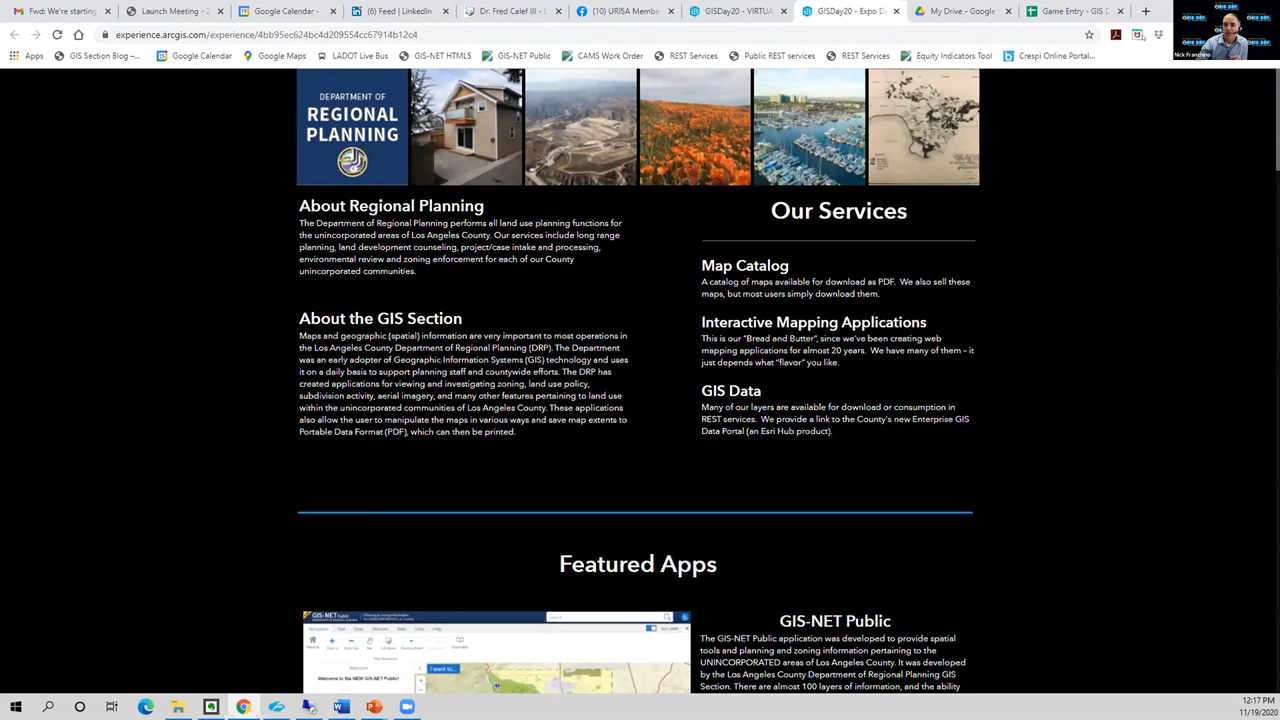 Fwd: We're starting
Launch Meeting - Z
Google Calendar -
(6) Feed | LinkedIn
Dr. Fred Calef III - L
(10) URISA Membe
GISDay20 - VIRTUA
GISDay20 - Expo D
My Drive - Google
Game Entry - GIS D
experience.arcgis.com/experience/4bb95ec624bc4d209554cc67914b12c4
Apps
GIS Section Blog –...
Google Calendar
Google Maps
LADOT Live Bus
GIS-NET HTML5
GIS-NET Public
CAMS Work Order
REST Services
Public REST services
REST Services
Equity Indicators Tool
Crespi Online Portal...
GIS DAY
Nick Franchino
DEPARTMENT OF
REGIONAL
PLANNING
About Regional Planning
The Department of Regional Planning performs all land use planning functions for
the unincorporated areas of Los Angeles County. Our services include long range
planning, land development counseling, project/case intake and processing,
environmental review and zoning enforcement for each of our County
unincorporated communities.
About the GIS Section
Maps and geographic (spatial) information are very important to most operations in
the Los Angeles County Department of Regional Planning (DRP). The Department
was an early adopter of Geographic Information Systems (GIS) technology and uses
it on a daily basis to support planning staff and countywide efforts. The DRP has
created applications for viewing and investigating zoning, land use policy,
subdivision activity, aerial imagery, and many other features pertaining to land use
within the unincorporated communities of Los Angeles County. These applications
also allow the user to manipulate the maps in various ways and save map extents to
Portable Data Format (PDF), which can then be printed.
Our Services
Map Catalog
A catalog of maps available for download as PDF. We also sell these
maps, but most users simply download them.
Interactive Mapping Applications
This is our "Bread and Butter", since we've been creating web
mapping applications for almost 20 years. We have many of them – it
just depends what "flavor" you like.
GIS Data
Many of our layers are available for download or consumption in
REST services. We provide a link to the County's new Enterprise GIS
Data Portal (an Esri Hub product).
Featured Apps
GIS-NET Public
I want to...
Welcome to the NEW GIS-NET Public!
GIS-NET Public
The GIS-NET Public application was developed to provide spatial
tools and planning and zoning information pertaining to the
UNINCORPORATED areas of Los Angeles County. It was developed
by the Los Angeles County Department of Regional Planning GIS
Section. There are almost 100 layers of information, and the ability
12:17 PM
11/19/2020